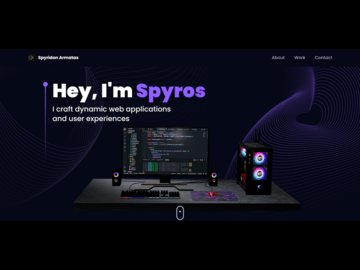 Spyridon Armatas
About
Work
Contact
Hey, I'm Spyros
I craft dynamic web applications
and user experiences